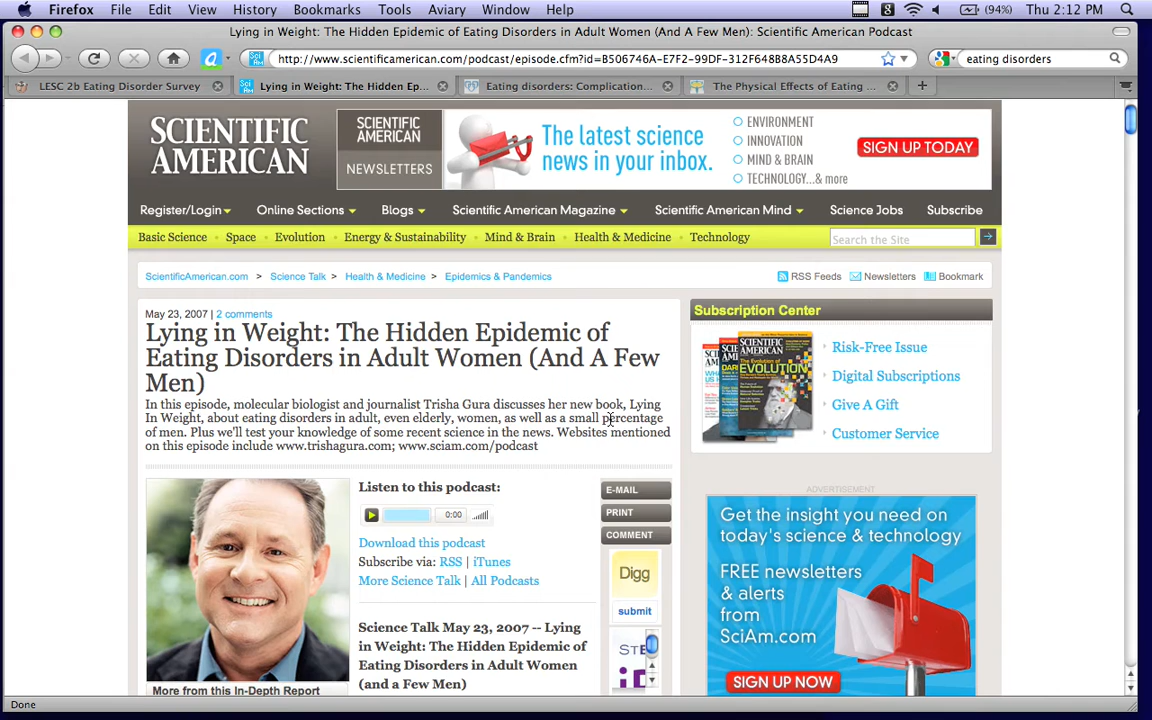 Firefox File Edit View History Bookmarks Tools Aviary Window Help (94%) Thu 2:12 PM
Lying in Weight: The Hidden Epidemic of Eating Disorders in Adult Women (And A Few Men): Scientific American Podcast
http://www.scientificamerican.com/podcast/episode.cfm?id=B506746A-E7F2-99DF-312F648B8A55D4A9 eating disorders
LESC 2b Eating Disorder Survey Lying in Weight: The Hidden Ep... Eating disorders: Complication... The Physical Effects of Eating ...
SCIENTIFIC
AMERICAN
SCIENTIFIC
AMERICAN
NEWSLETTERS
The latest science
news in your inbox.
ENVIRONMENT
INNOVATION
MIND & BRAIN
TECHNOLOGY...& more
SIGN UP TODAY
Register/Login Online Sections Blogs Scientific American Magazine Scientific American Mind Science Jobs Subscribe
Basic Science Space Evolution Energy & Sustainability Mind & Brain Health & Medicine Technology Search the Site
ScientificAmerican.com > Science Talk > Health & Medicine > Epidemics & Pandemics RSS Feeds Newsletters Bookmark
May 23, 2007 | 2 comments
Lying in Weight: The Hidden Epidemic of
Eating Disorders in Adult Women (And A Few
Men)
In this episode, molecular biologist and journalist Trisha Gura discusses her new book, Lying
In Weight, about eating disorders in adult, even elderly, women, as well as a small percentage
of men. Plus we'll test your knowledge of some recent science in the news. Websites mentioned
on this episode include www.trishagura.com; www.sciam.com/podcast
Listen to this podcast:
0:00
Download this podcast
Subscribe via: RSS | iTunes
More Science Talk | All Podcasts
Science Talk May 23, 2007 -- Lying
in Weight: The Hidden Epidemic of
Eating Disorders in Adult Women
(and a Few Men)
More from this In-Depth Report
E-MAIL
PRINT
COMMENT
Digg
submit
Subscription Center
SCIENTIFIC
AMERICAN
EVOLUTION
Risk-Free Issue
Digital Subscriptions
Give A Gift
Customer Service
ADVERTISEMENT
Get the insight you need on
today's science & technology
FREE newsletters
& alerts
from
SciAm.com
SIGN UP NOW
Done